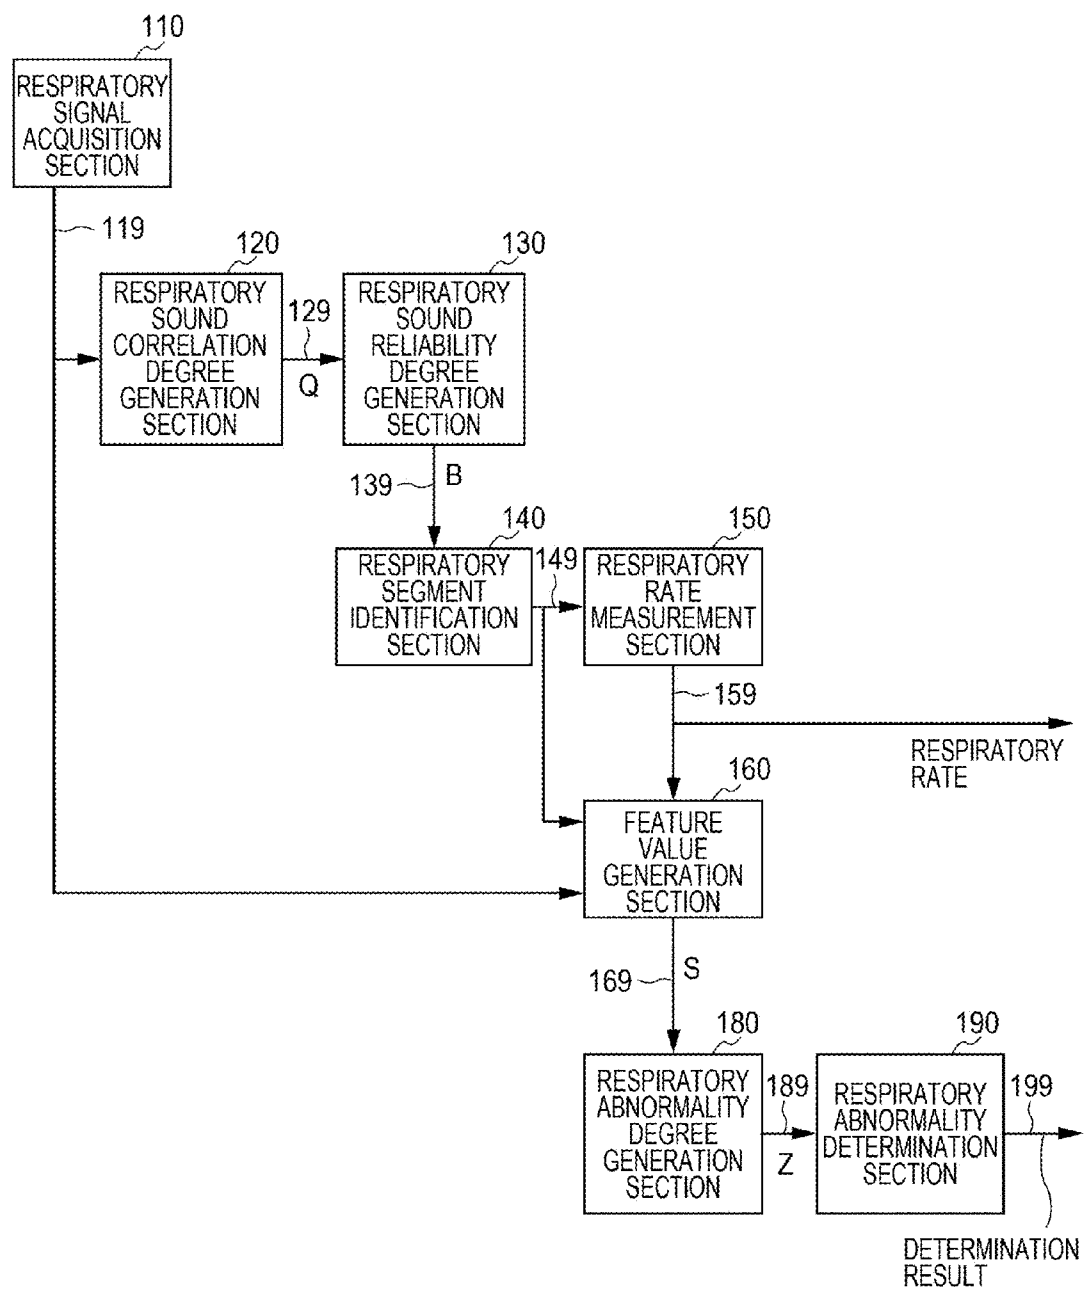 110
RESPIRATORY
SIGNAL
ACQUISITION
SECTION
119
120
RESPIRATORY
SOUND
CORRELATION
DEGREE
GENERATION
SECTION
129
Q
130
RESPIRATORY
SOUND
RELIABILITY
DEGREE
GENERATION
SECTION
139
B
140
RESPIRATORY
SEGMENT
IDENTIFICATION
SECTION
149
150
RESPIRATORY
RATE
MEASUREMENT
SECTION
159
RESPIRATORY
RATE
160
FEATURE
VALUE
GENERATION
SECTION
169
S
180
RESPIRATORY
ABNORMALITY
DEGREE
GENERATION
SECTION
189
Z
190
RESPIRATORY
ABNORMALITY
DETERMINATION
SECTION
199
DETERMINATION
RESULT